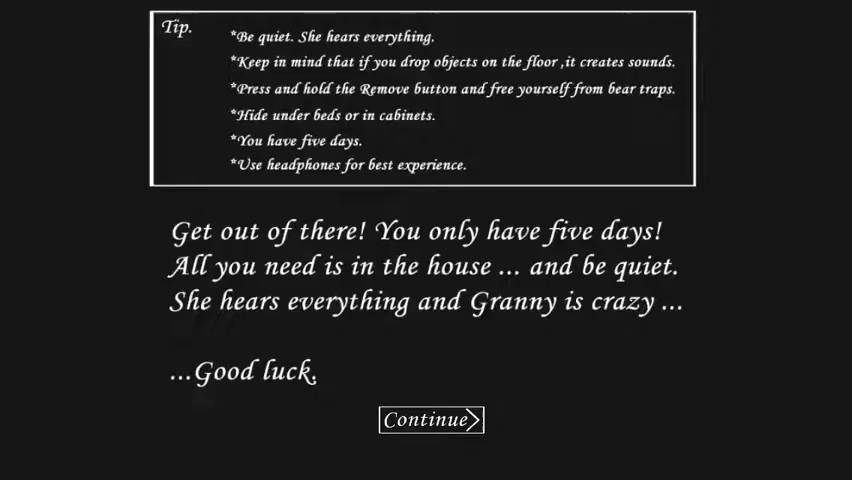 Tip.
*Be quiet. She hears everything.
*Keep in mind that if you drop objects on the floor ,it creates sounds.
*Press and hold the Remove button and free yourself from bear traps.
*Hide under beds or in cabinets.
*You have five days.
*Use headphones for best experience.
Get out of there! You only have five days!
All you need is in the house ... and be quiet.
She hears everything and Granny is crazy ...
...Good luck.
Continue>